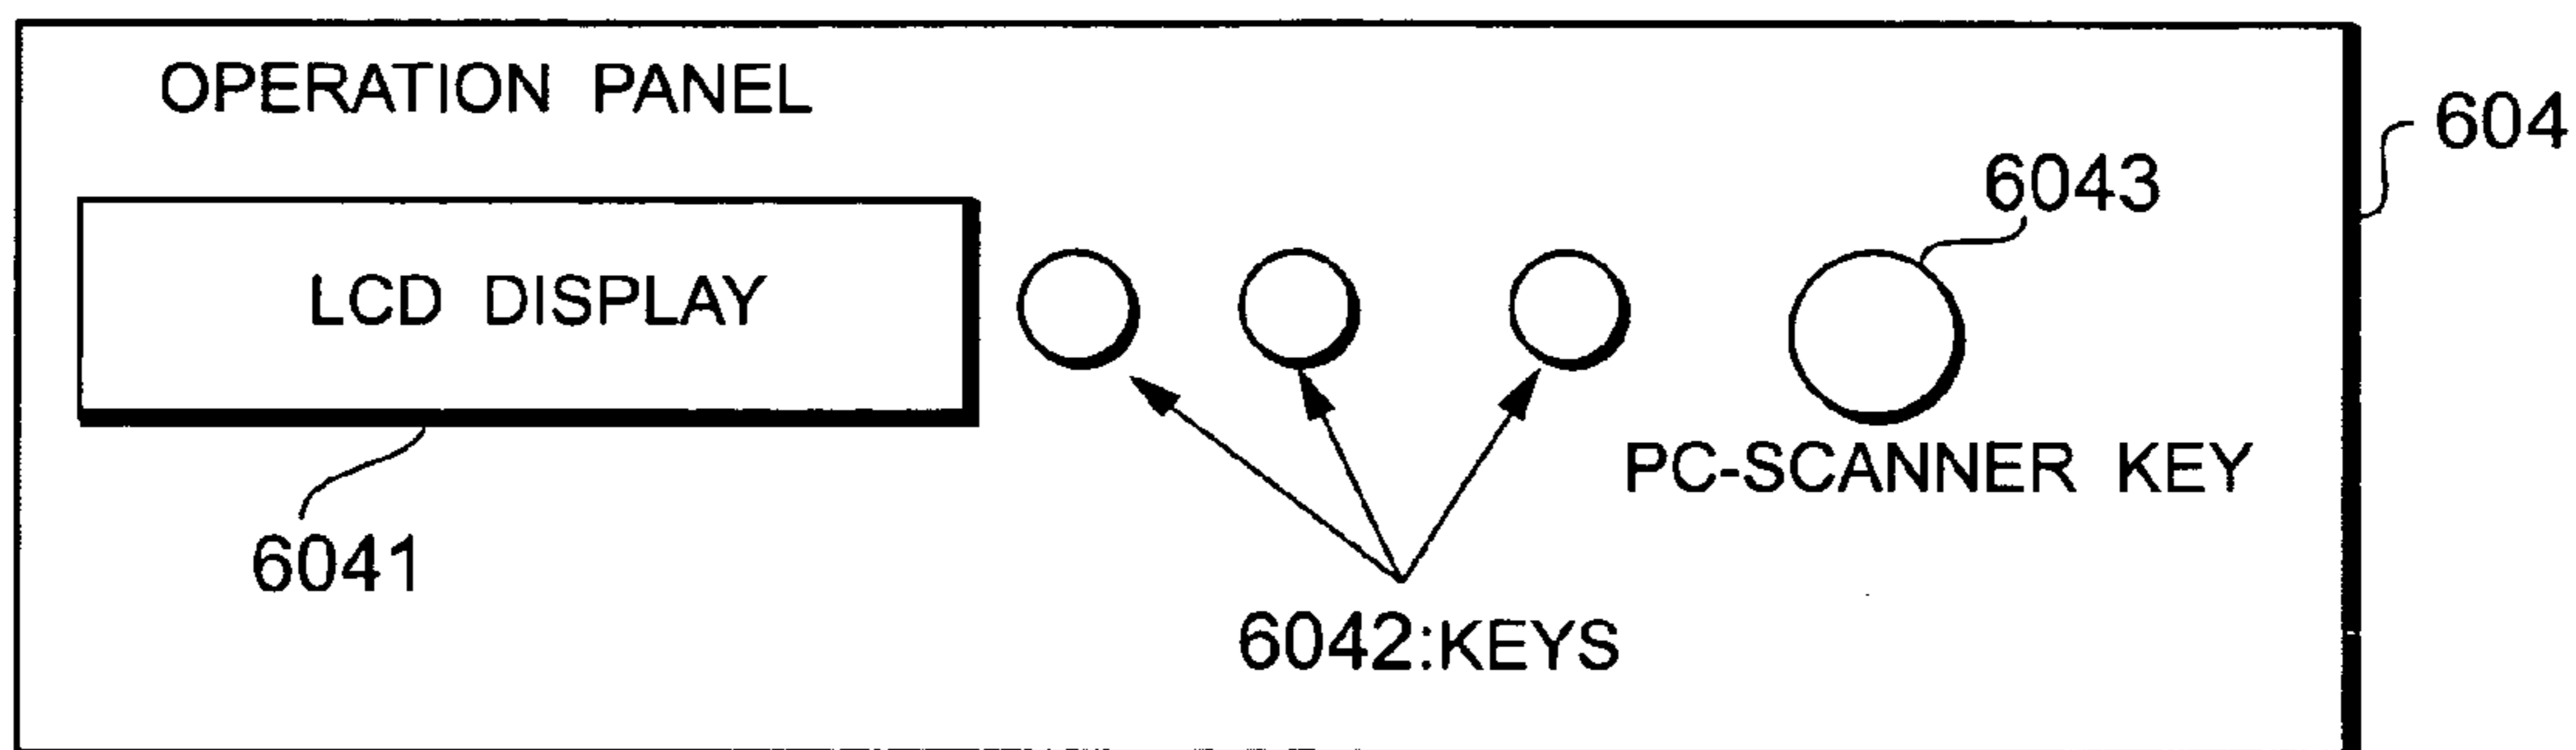 OPERATION PANEL
604
6043
LCD DISPLAY
PC-SCANNER KEY
6041
6042:KEYS